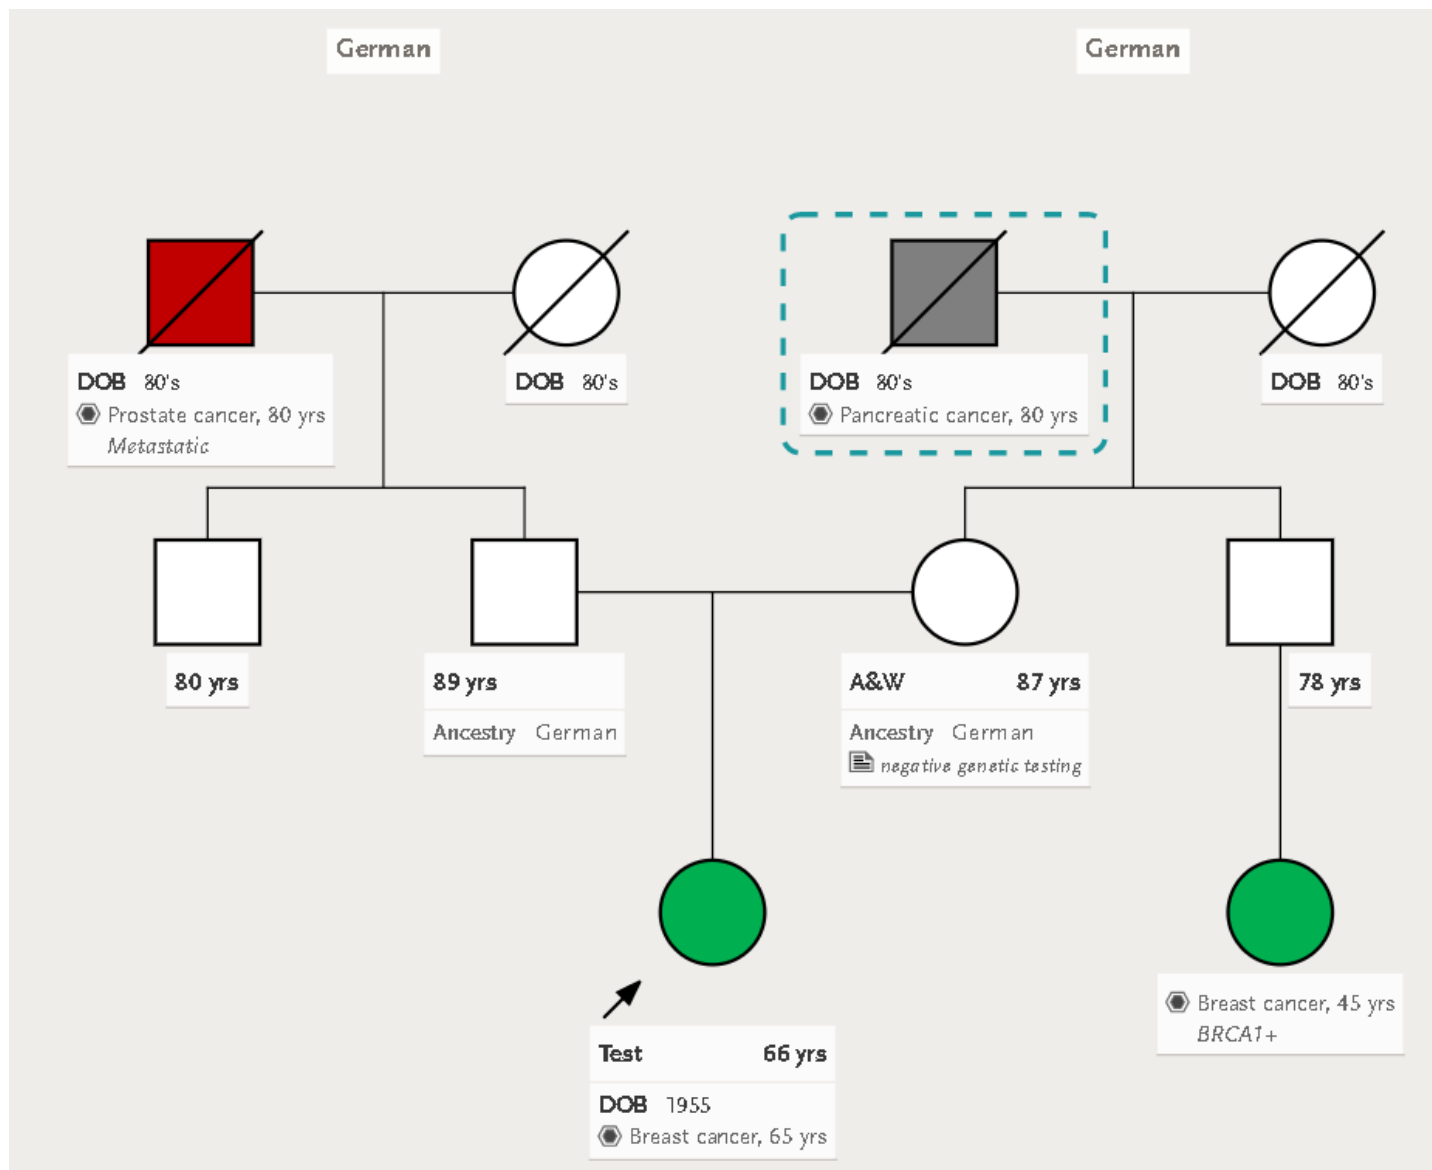 German
German
DOB 80's
Prostate cancer, 80 yrs
Metastatic
DOB 80's
DOB 80's
Pancreatic cancer, 80 yrs
DOB 80's
80 yrs
89 yrs
Ancestry German
A&W 87 yrs
Ancestry German
negative genetic testing
78 yrs
Test 66 yrs
DOB 1955
Breast cancer, 65 yrs
Breast cancer, 45 yrs
BRCA1+